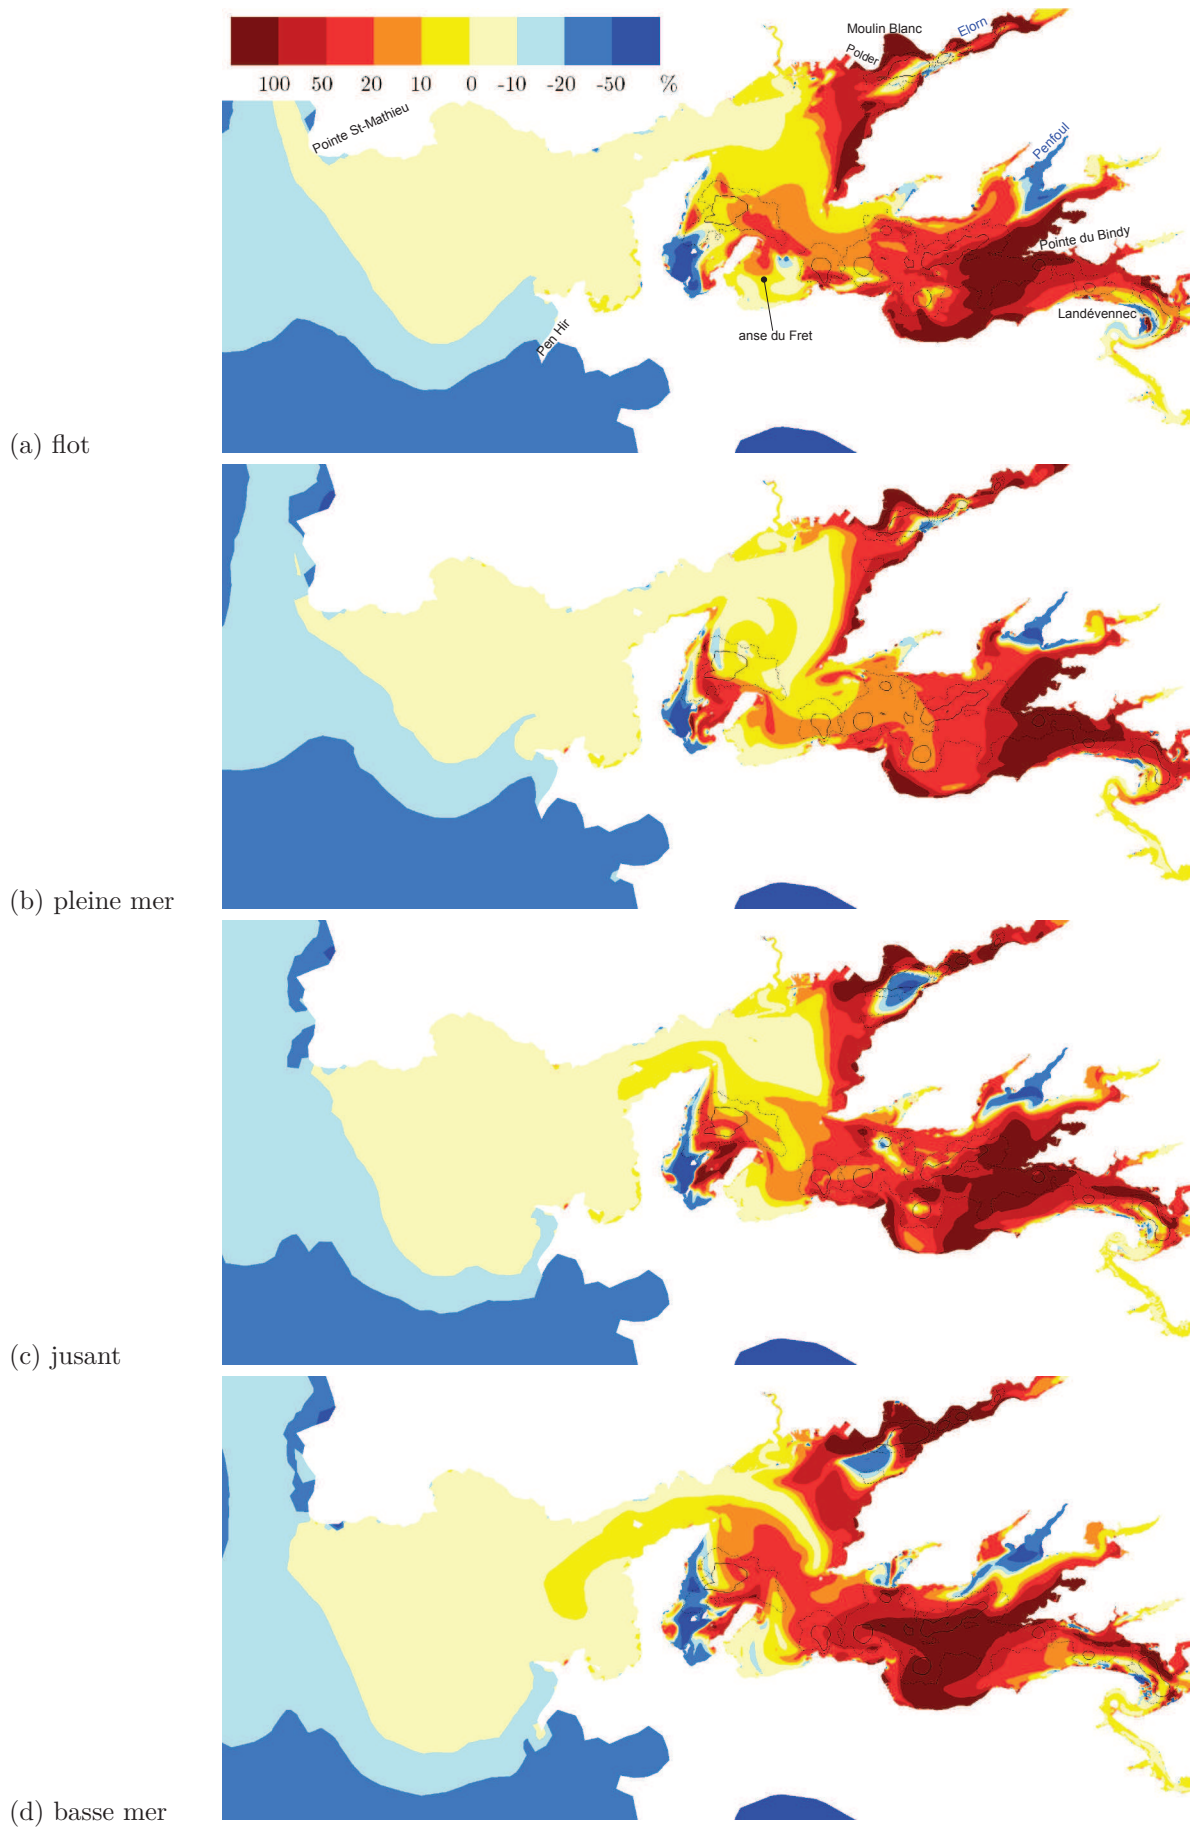 Moulin Blanc
Elorn
Polder
100 50 20 10 0 -10 -20 -50 %
Pointe St-Mathieu
Penfoul
Pointe du Bindy
Landévennec
anse du Fret
Pen Hir
(a) flot
(b) pleine mer
(c) jusant
(d) basse mer